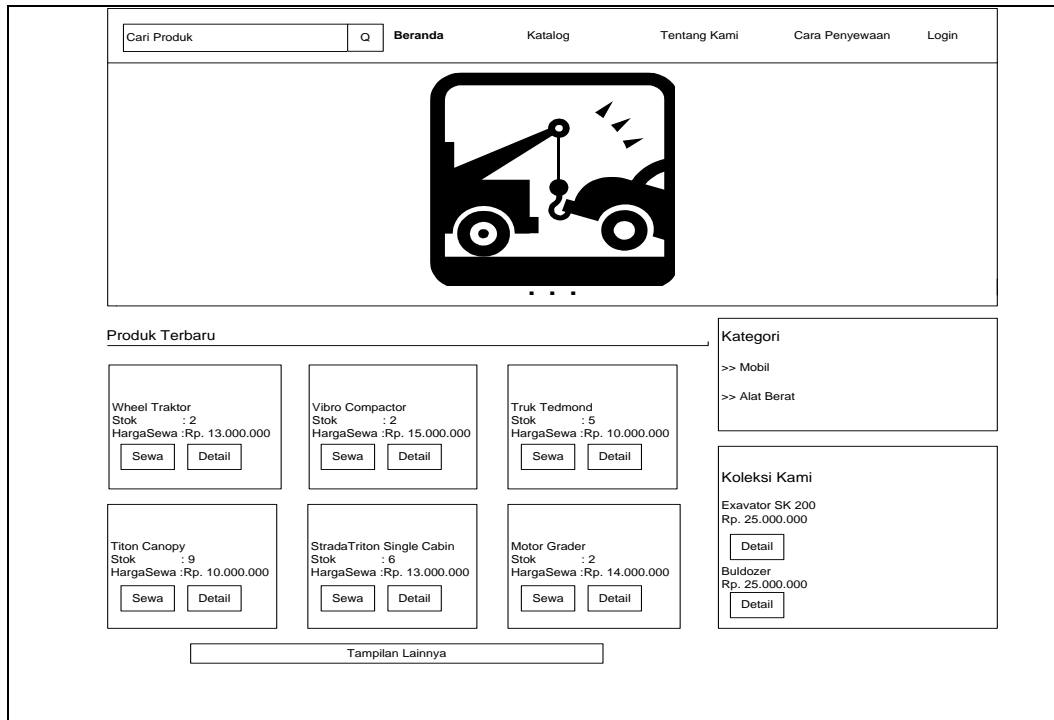 Cari Produk Q Beranda Katalog Tentang Kami Cara Penyewaan Login
Produk Terbaru
Wheel Traktor
Stok : 2
HargaSewa :Rp. 13.000.000
Sewa Detail
Vibro Compactor
Stok : 2
HargaSewa :Rp. 15.000.000
Sewa Detail
Truk Tedmond
Stok : 5
HargaSewa :Rp. 10.000.000
Sewa Detail
Titon Canopy
Stok : 9
HargaSewa :Rp. 10.000.000
Sewa Detail
StradaTriton Single Cabin
Stok : 6
HargaSewa :Rp. 13.000.000
Sewa Detail
Motor Grader
Stok : 2
HargaSewa :Rp. 14.000.000
Sewa Detail
Tampilan Lainnya
Kategori
>> Mobil
>> Alat Berat
Koleksi Kami
Exavator SK 200
Rp. 25.000.000
Detail
Buldozer
Rp. 25.000.000
Detail